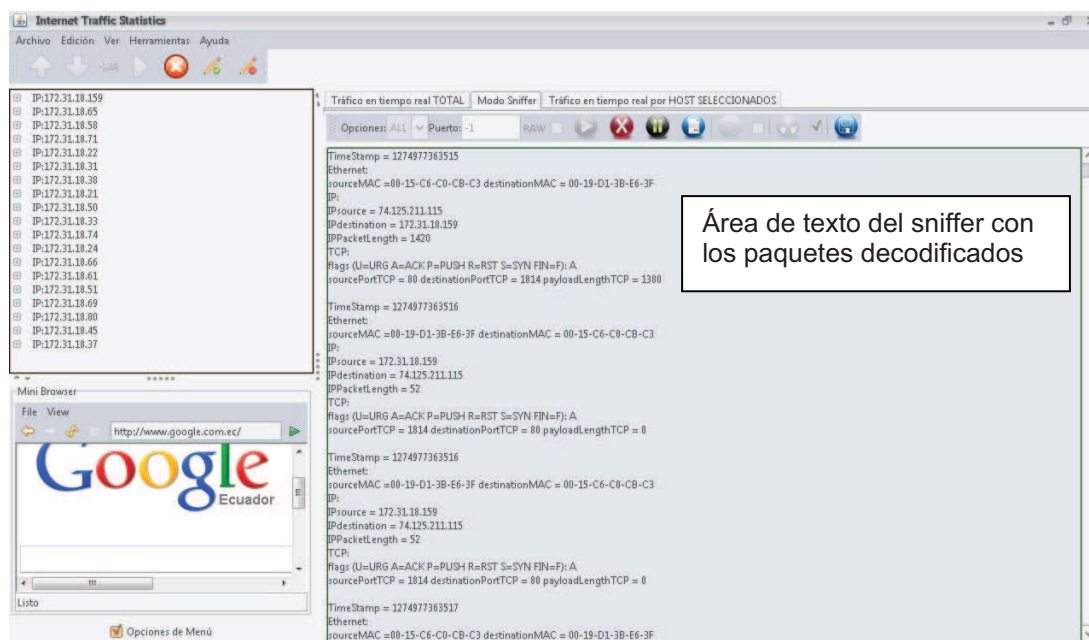 Internet Traffic Statistics
Archivo Edición Ver Herramientas Ayuda
IP:172.31.18.159
IP:172.31.18.65
IP:172.31.18.58
IP:172.31.18.71
IP:172.31.18.22
IP:172.31.18.31
IP:172.31.18.38
IP:172.31.18.21
IP:172.31.18.50
IP:172.31.18.33
IP:172.31.18.74
IP:172.31.18.24
IP:172.31.18.66
IP:172.31.18.61
IP:172.31.18.51
IP:172.31.18.69
IP:172.31.18.80
IP:172.31.18.45
IP:172.31.18.37
Mini Browser
File View
http://www.google.com.ec/
Google
Ecuador
Listo
Opciones de Menú
Tráfico en tiempo real TOTAL Modo Sniffer Tráfico en tiempo real por HOST SELECCIONADOS
Opciones: ALL Puerto: -1 RAW
TimeStamp = 1274977363515
Ethernet:
sourceMAC =00-15-C6-C0-CB-C3 destinationMAC = 00-19-D1-3B-E6-3F
IP:
IPsource = 74.125.211.115
IPdestination = 172.31.18.159
IPPacketLength = 1420
TCP:
flags (U=URG A=ACK P=PUSH R=RST S=SYN FIN=F): A
sourcePortTCP = 80 destinationPortTCP = 1814 payloadLengthTCP = 1380
TimeStamp = 1274977363516
Ethernet:
sourceMAC =00-19-D1-3B-E6-3F destinationMAC = 00-15-C6-C0-CB-C3
IP:
IPsource = 172.31.18.159
IPdestination = 74.125.211.115
IPPacketLength = 52
TCP:
flags (U=URG A=ACK P=PUSH R=RST S=SYN FIN=F): A
sourcePortTCP = 1814 destinationPortTCP = 80 payloadLengthTCP = 0
TimeStamp = 1274977363516
Ethernet:
sourceMAC =00-19-D1-3B-E6-3F destinationMAC = 00-15-C6-C0-CB-C3
IP:
IPsource = 172.31.18.159
IPdestination = 74.125.211.115
IPPacketLength = 52
TCP:
flags (U=URG A=ACK P=PUSH R=RST S=SYN FIN=F): A
sourcePortTCP = 1814 destinationPortTCP = 80 payloadLengthTCP = 0
TimeStamp = 1274977363517
Ethernet:
sourceMAC =00-15-C6-C0-CB-C3 destinationMAC = 00-19-D1-3B-E6-3F
Área de texto del sniffer con
los paquetes decodificados